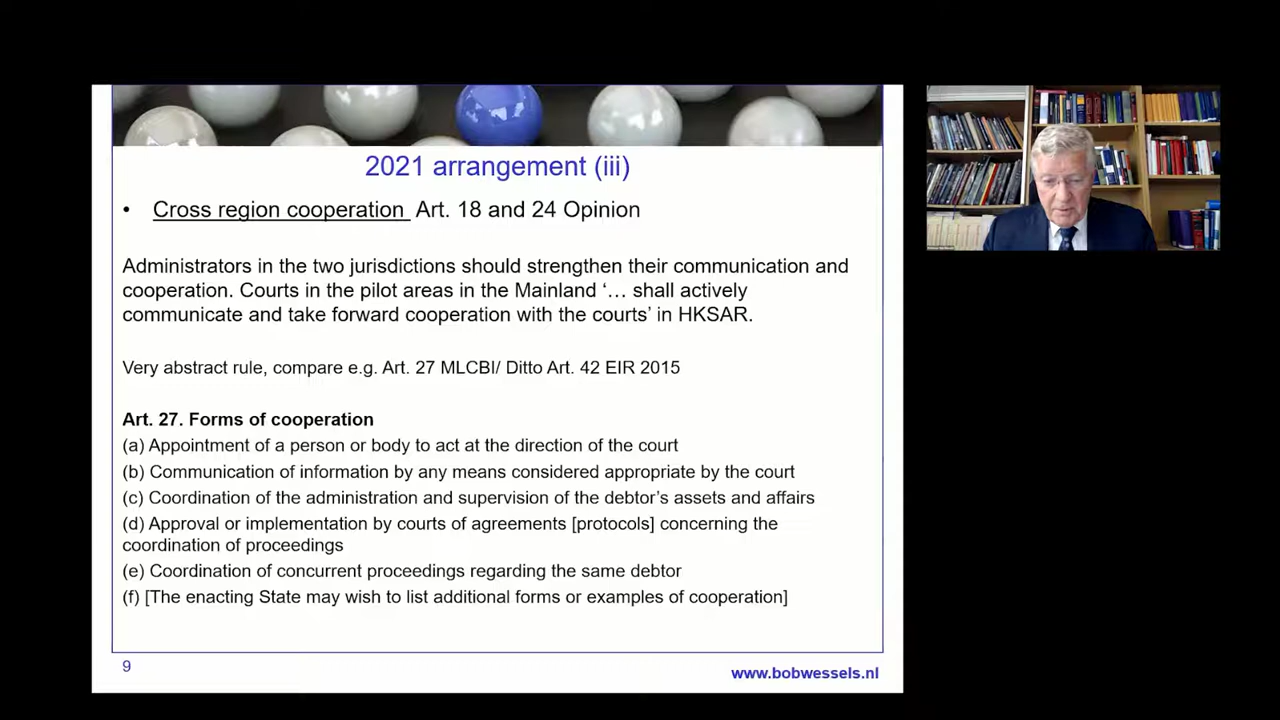 2021 arrangement (iii)
• Cross region cooperation Art. 18 and 24 Opinion
Administrators in the two jurisdictions should strengthen their communication and
cooperation. Courts in the pilot areas in the Mainland ‘… shall actively
communicate and take forward cooperation with the courts’ in HKSAR.
Very abstract rule, compare e.g. Art. 27 MLCBI/ Ditto Art. 42 EIR 2015
Art. 27. Forms of cooperation
(a) Appointment of a person or body to act at the direction of the court
(b) Communication of information by any means considered appropriate by the court
(c) Coordination of the administration and supervision of the debtor’s assets and affairs
(d) Approval or implementation by courts of agreements [protocols] concerning the
coordination of proceedings
(e) Coordination of concurrent proceedings regarding the same debtor
(f) [The enacting State may wish to list additional forms or examples of cooperation]
9
www.bobwessels.nl